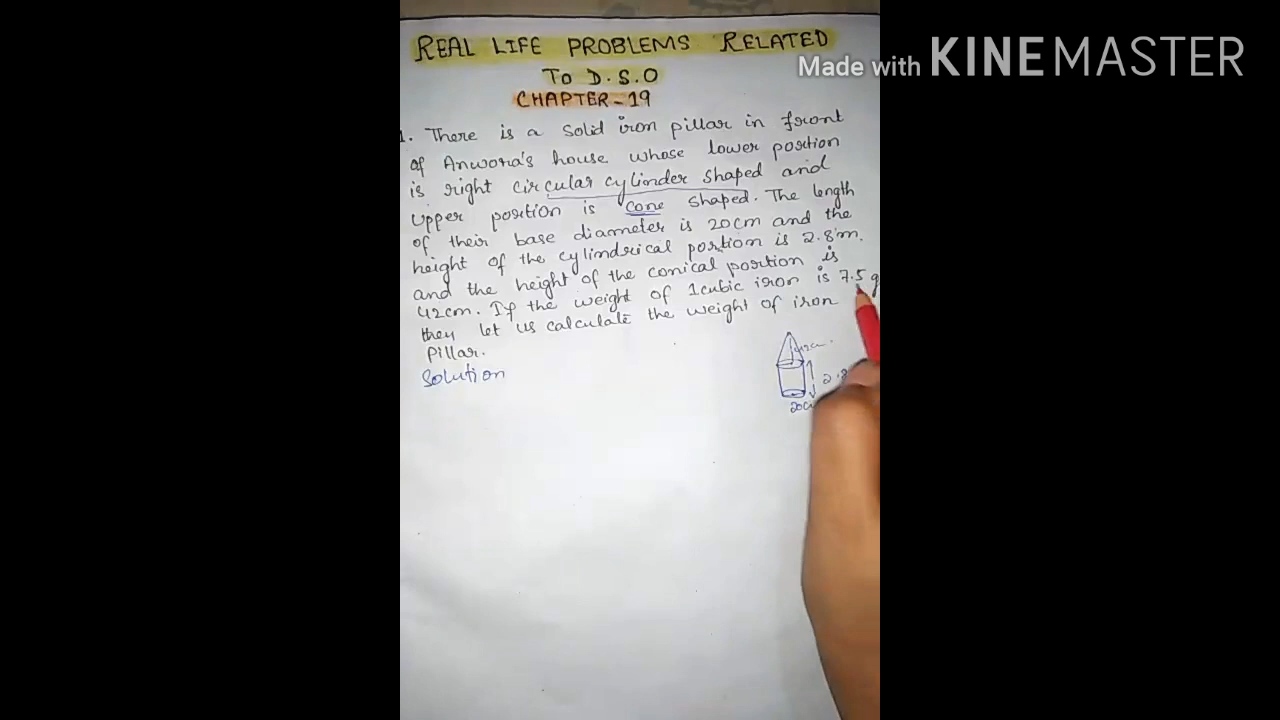 REAL LIFE PROBLEMS RELATED
TO D.S.O
CHAPTER-19
Made with KINEMASTER
1. There is a solid iron pillar in front
of Anwora's house whose lower portion
is right circular cylinder shaped and
upper portion is cone shaped. The length
of their base diameter is 20cm and the
height of the cylindrical portion is 2.8m.
and the height of the conical portion is
42cm. If the weight of 1cubic iron is 7.5 g
then let us calculate the weight of iron
pillar.
Solution
2.8
20c